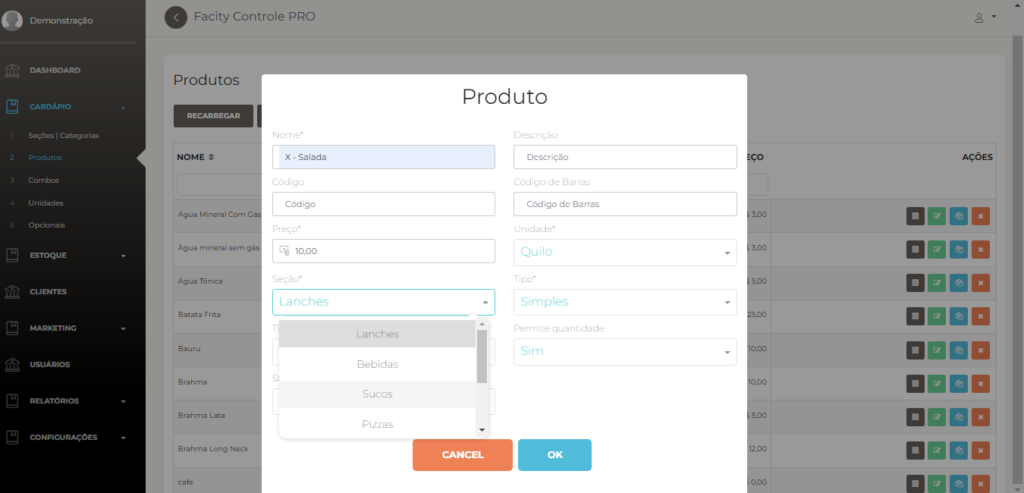 Demonstração
Facity Controle PRO
DASHBOARD
CARDÁPIO
1 Seções | Categorias
2 Produtos
3 Combos
4 Unidades
5 Opcionais
ESTOQUE
CLIENTES
MARKETING
USUÁRIOS
RELATÓRIOS
CONFIGURAÇÕES
Produtos
RECARREGAR
NOME
EÇO
AÇÕES
Água Mineral Com Gás
$ 3,00
Água mineral sem gás
$ 3,00
Água Tônica
$ 5,00
Batata Frita
25,00
Bauru
10,00
Brahma
10,00
Brahma Lata
$ 5,00
Brahma Long Neck
12,00
cafe
$ 0,00
Produto
Nome*
Descrição
X - Salada
Descrição
Código
Código de Barras
Código
Código de Barras
Preço*
Unidade*
10,00
Quilo
Seção*
Tipo*
Lanches
Simples
Permite quantidade
Sim
Lanches
Bebidas
Sucos
Pizzas
CANCEL
OK